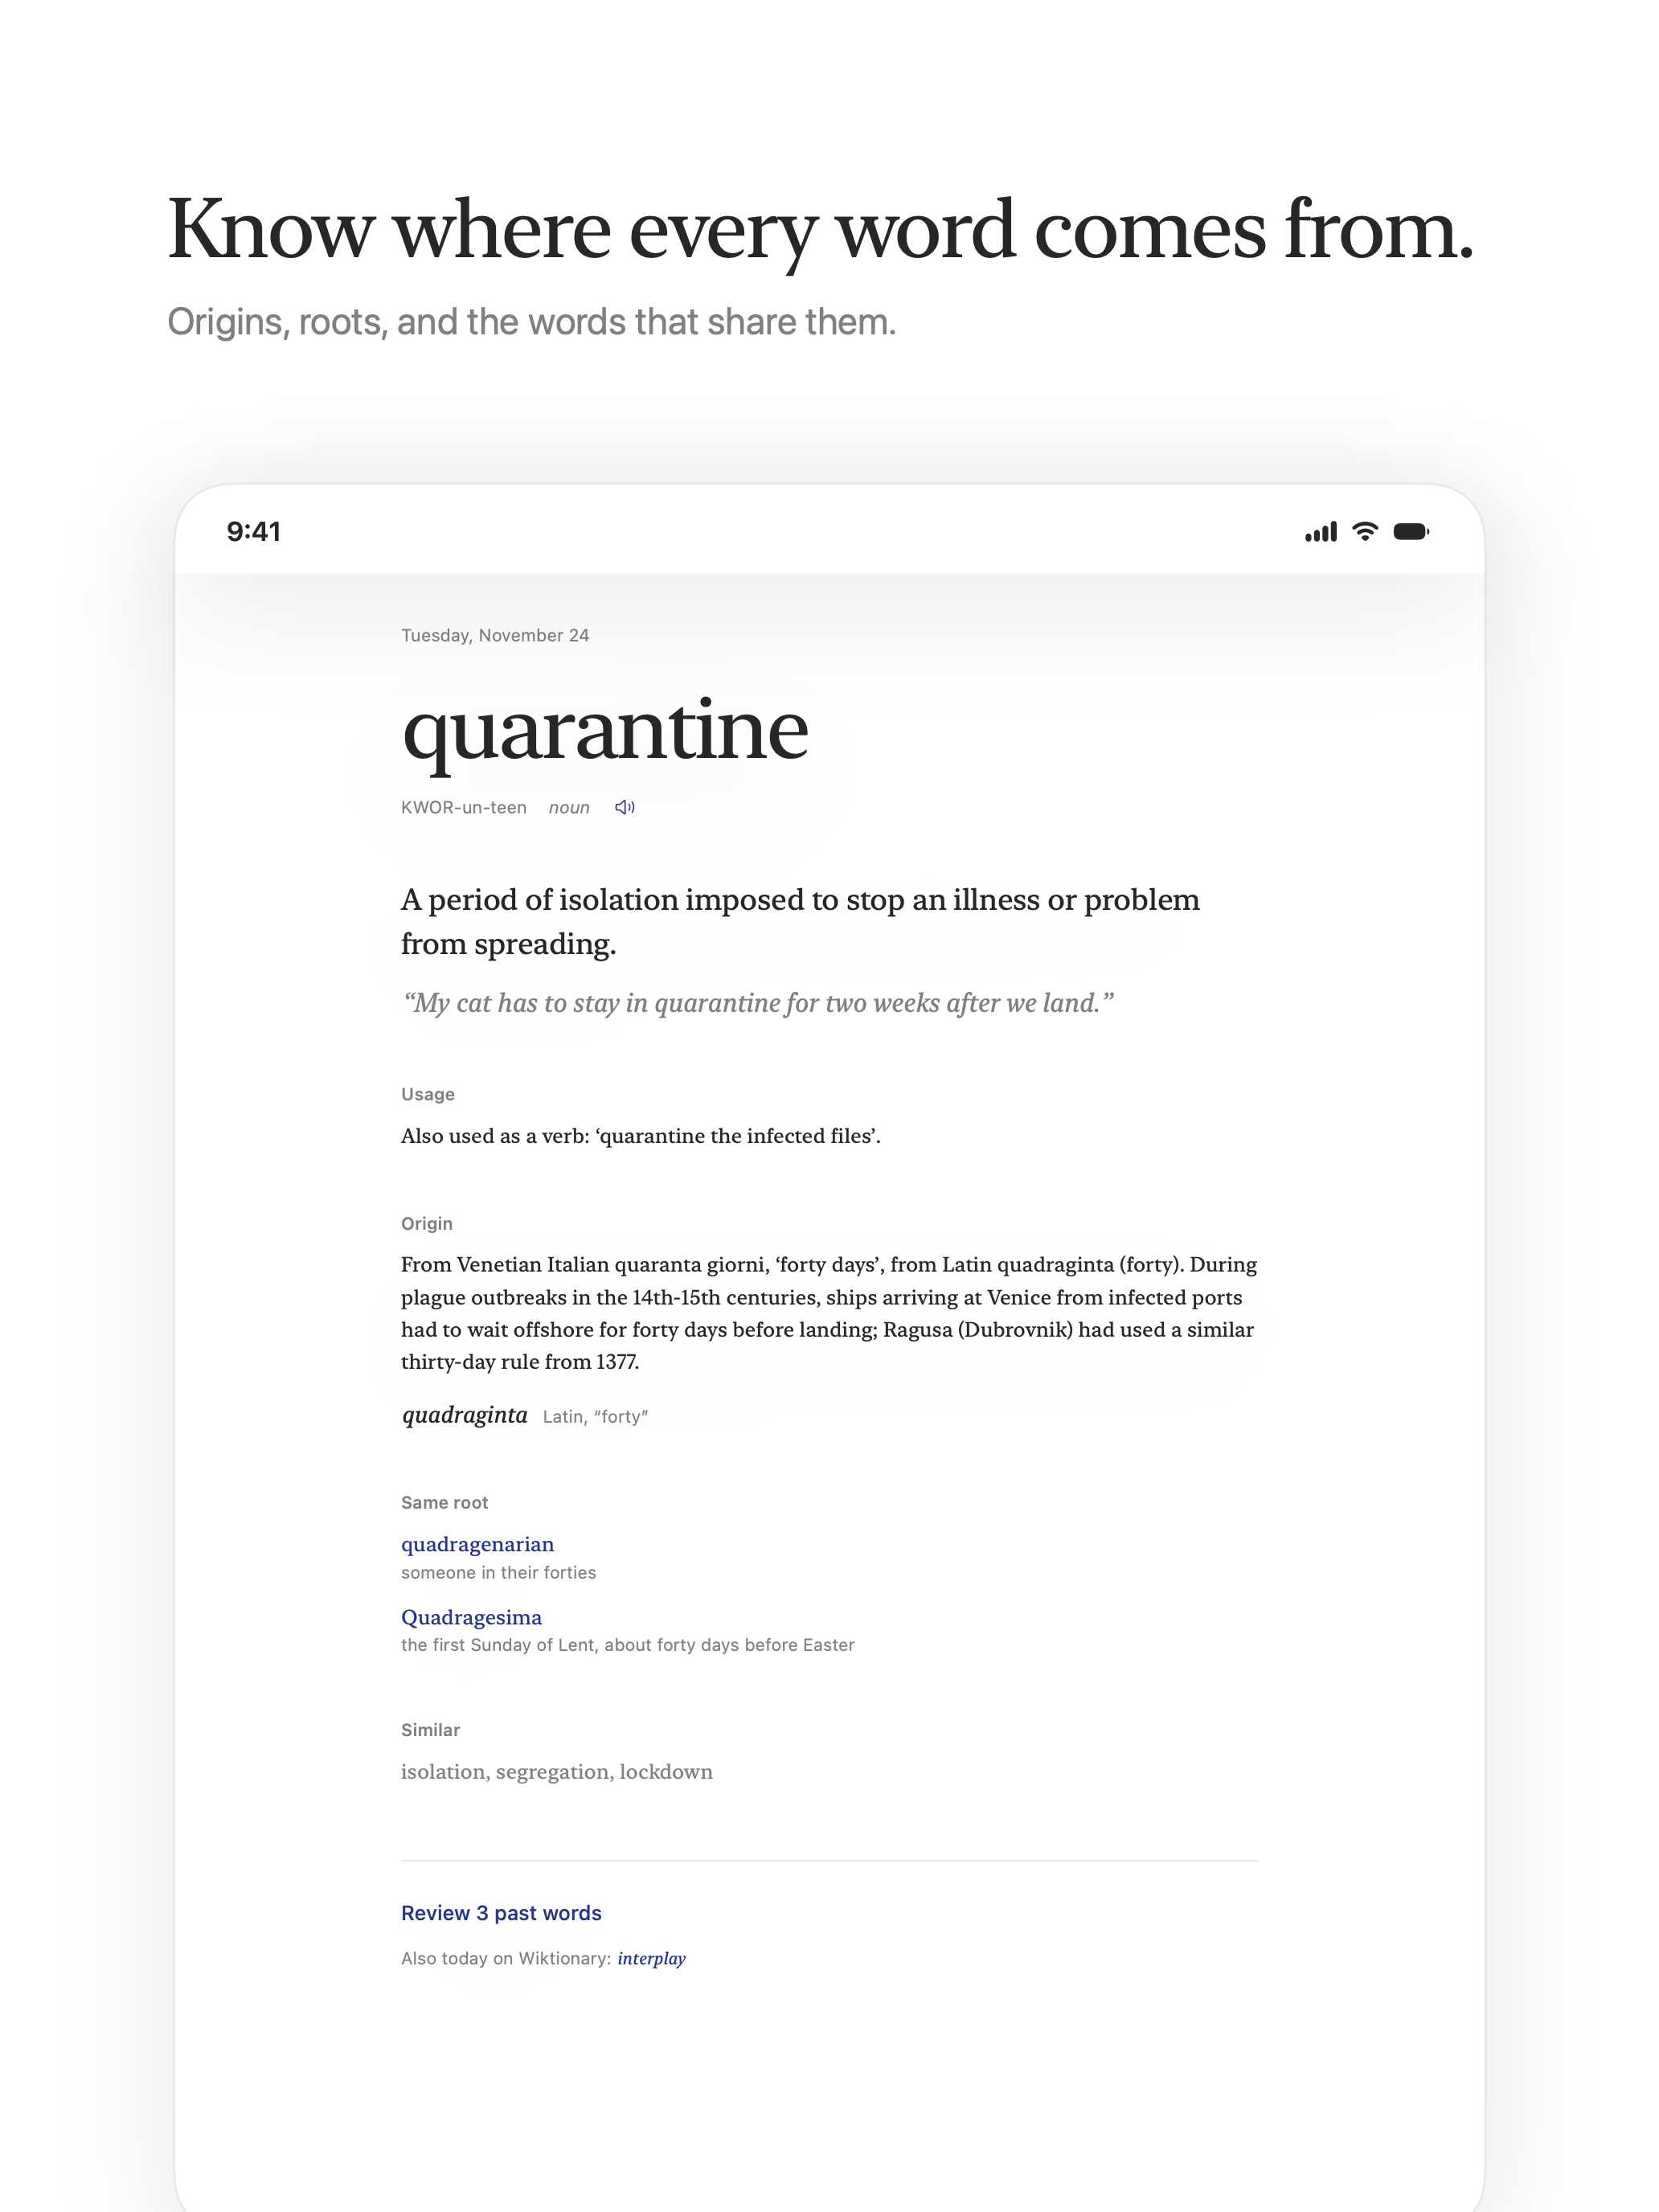 Know where every word comes from.
Origins, roots, and the words that share them.
9:41
Tuesday, November 24
quarantine
KWOR-un-teen noun
A period of isolation imposed to stop an illness or problem
from spreading.
“My cat has to stay in quarantine for two weeks after we land.”
Usage
Also used as a verb: ‘quarantine the infected files’.
Origin
From Venetian Italian quaranta giorni, ‘forty days’, from Latin quadraginta (forty). During
plague outbreaks in the 14th-15th centuries, ships arriving at Venice from infected ports
had to wait offshore for forty days before landing; Ragusa (Dubrovnik) had used a similar
thirty-day rule from 1377.
quadraginta Latin, “forty”
Same root
quadragenarian
someone in their forties
Quadragesima
the first Sunday of Lent, about forty days before Easter
Similar
isolation, segregation, lockdown
Review 3 past words
Also today on Wiktionary: interplay